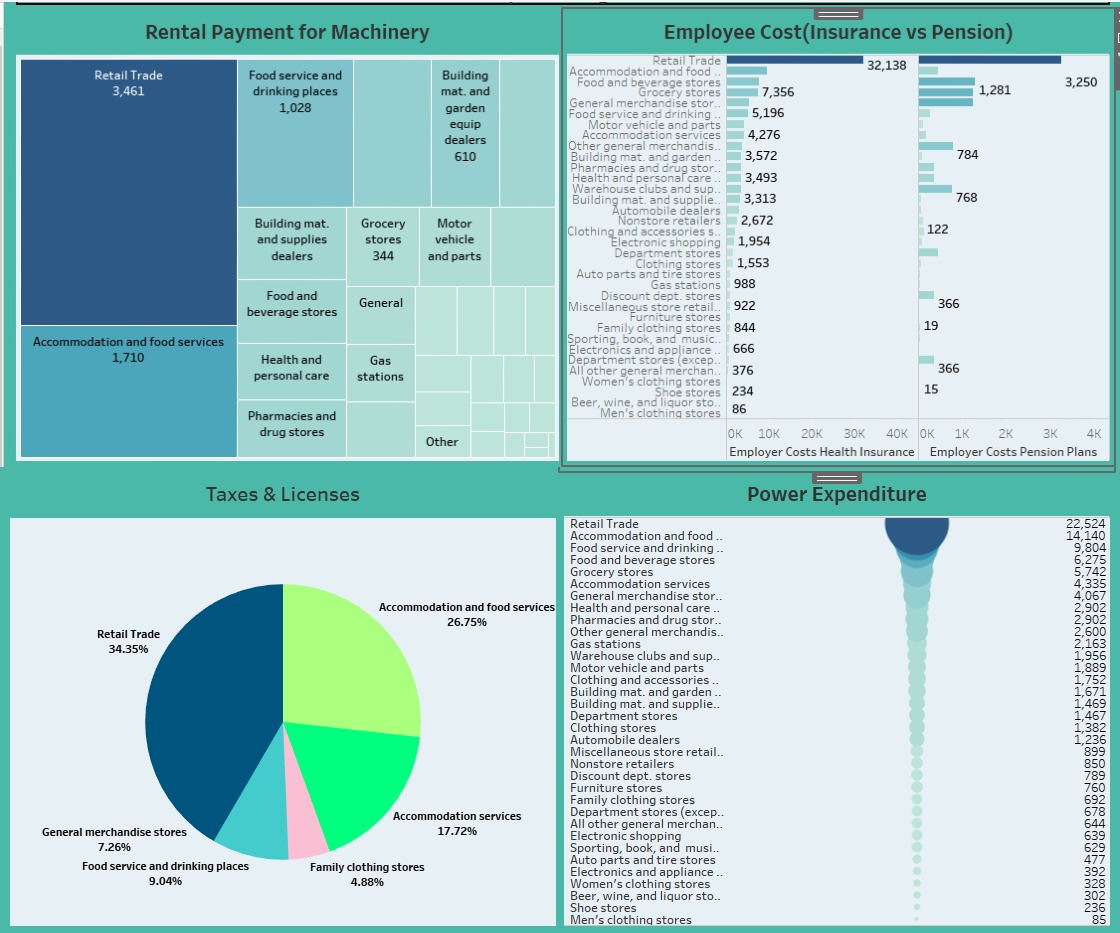 Rental Payment for Machinery
Retail Trade
3,461
Accommodation and food services
1,710
Food service and
drinking places
1,028
Building
mat. and
garden
equip
dealers
610
Building mat.
and supplies
dealers
Grocery
stores
344
Motor
vehicle
and parts
Food and
beverage stores
General
Health and
personal care
Gas
stations
Pharmacies and
drug stores
Other
Employee Cost(Insurance vs Pension)
Retail Trade 32,138
Accommodation and food ..
Food and beverage stores 3,250
Grocery stores 7,356 1,281
General merchandise stor..
Food service and drinking .. 5,196
Motor vehicle and parts
Accommodation services 4,276
Other general merchandis..
Building mat. and garden .. 3,572 784
Pharmacies and drug stor..
Health and personal care .. 3,493
Warehouse clubs and sup..
Building mat. and supplie.. 3,313 768
Automobile dealers
Nonstore retailers 2,672
Clothing and accessories s.. 122
Electronic shopping 1,954
Department stores
Clothing stores 1,553
Auto parts and tire stores
Gas stations 988
Discount dept. stores
Miscellaneous store retail.. 922 366
Furniture stores
Family clothing stores 844 19
Sporting, book, and music..
Electronics and appliance .. 666
Department stores (excep..
All other general merchan.. 376 366
Women's clothing stores
Shoe stores 234 15
Beer, wine, and liquor sto..
Men's clothing stores 86
0K 10K 20K 30K 40K 0K 1K 2K 3K 4K
Employer Costs Health Insurance Employer Costs Pension Plans
Taxes & Licenses
Accommodation and food services
26.75%
Retail Trade
34.35%
Accommodation services
17.72%
General merchandise stores
7.26%
Food service and drinking places
9.04%
Family clothing stores
4.88%
Power Expenditure
Retail Trade 22,524
Accommodation and food .. 14,140
Food service and drinking .. 9,804
Food and beverage stores 6,275
Grocery stores 5,742
Accommodation services 4,335
General merchandise stor.. 4,067
Health and personal care .. 2,902
Pharmacies and drug stor.. 2,902
Other general merchandis.. 2,600
Gas stations 2,163
Warehouse clubs and sup.. 1,956
Motor vehicle and parts 1,889
Clothing and accessories .. 1,752
Building mat. and garden .. 1,671
Building mat. and supplie.. 1,469
Department stores 1,467
Clothing stores 1,382
Automobile dealers 1,236
Miscellaneous store retail.. 899
Nonstore retailers 850
Discount dept. stores 789
Furniture stores 760
Family clothing stores 692
Department stores (excep.. 678
All other general merchan.. 644
Electronic shopping 639
Sporting, book, and musi.. 629
Auto parts and tire stores 477
Electronics and appliance .. 392
Women's clothing stores 328
Beer, wine, and liquor sto.. 302
Shoe stores 236
Men's clothing stores 85